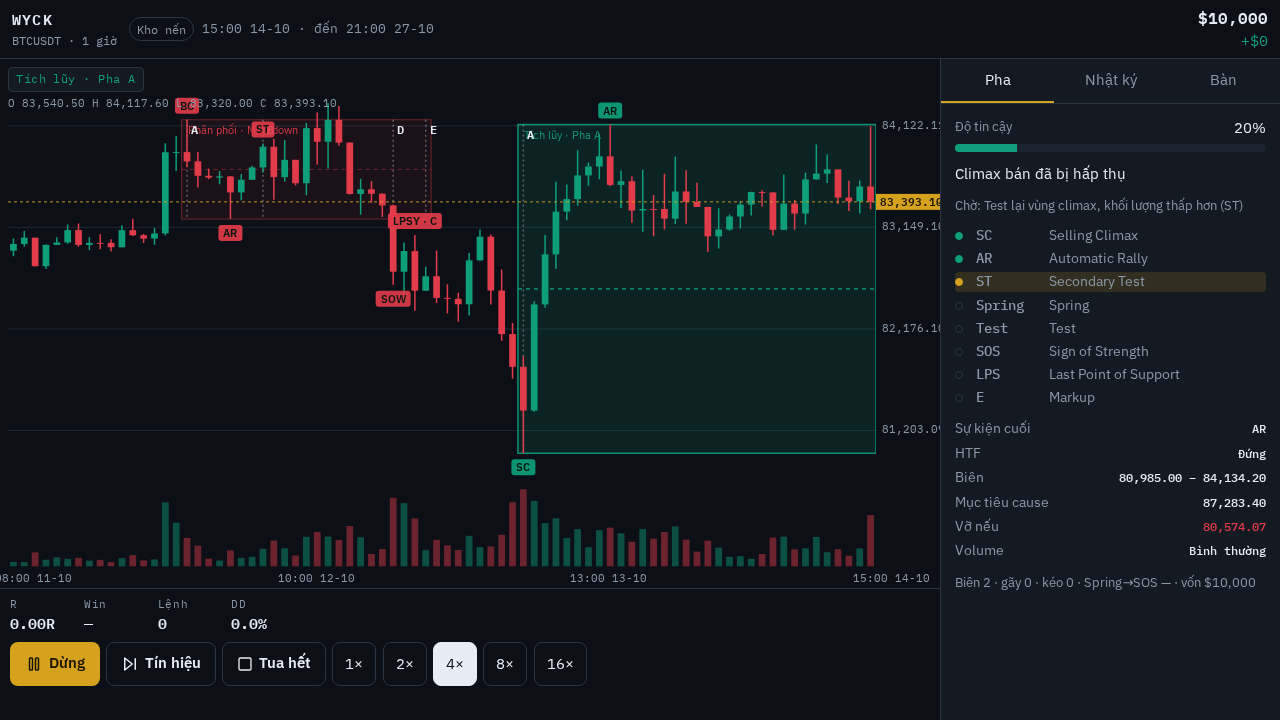 WYCK
BTCUSDT · 1 giờ
Kho nến
15:00 14-10 · đến 21:00 27-10
$10,000
+$0
Tích lũy · Pha A
O 83,540.50 H 84,117.60 L 83,320.00 C 83,393.10
BC
A
ST
D
E
AR
LPSY · C
SOW
AR
A
SC
84,122.1
83,393.10
83,149.10
82,176.10
81,203.09
08:00 11-10
10:00 12-10
13:00 13-10
15:00 14-10
R
0.00R
Win
—
Lệnh
0
DD
0.0%
Dừng
Tín hiệu
Tua hết
1×
2×
4×
8×
16×
Pha
Nhật ký
Bàn
Độ tin cậy
20%
Climax bán đã bị hấp thụ
Chờ: Test lại vùng climax, khối lượng thấp hơn (ST)
SC Selling Climax
AR Automatic Rally
ST Secondary Test
Spring Spring
Test Test
SOS Sign of Strength
LPS Last Point of Support
E Markup
Sự kiện cuối AR
HTF Đứng
Biên 80,985.00 – 84,134.20
Mục tiêu cause 87,283.40
Vỡ nếu 80,574.07
Volume Bình thường
Biên 2 · gãy 0 · kéo 0 · Spring→SOS — · vốn $10,000